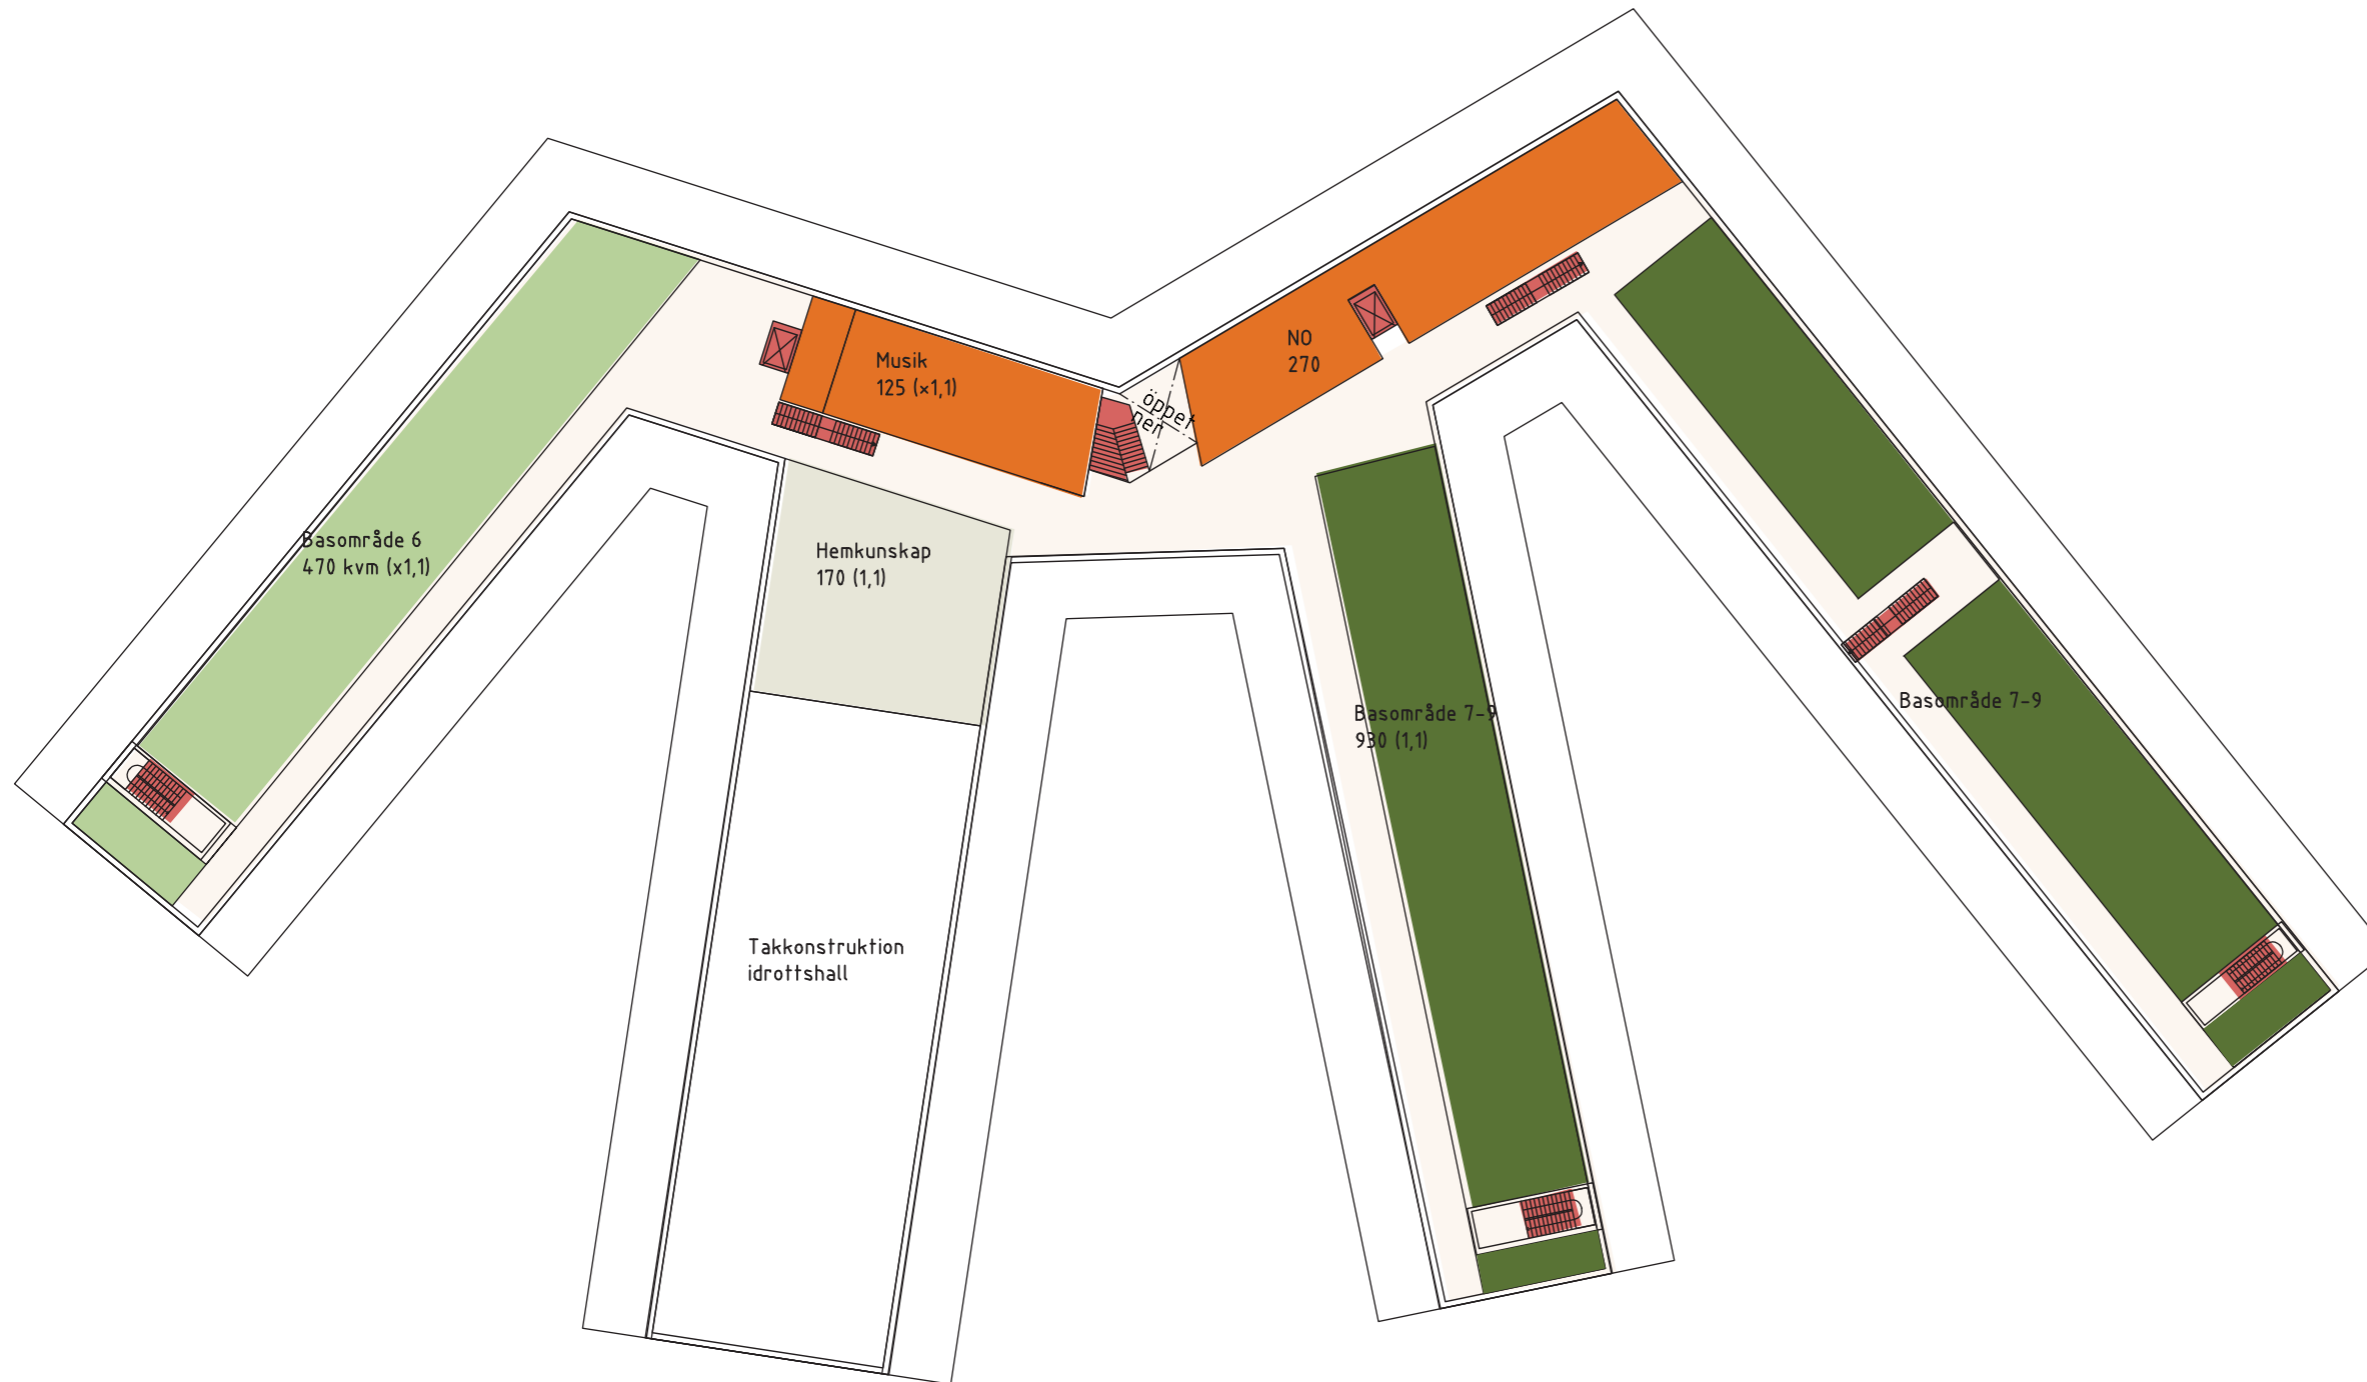 Basområde 6
470 kvm (x1,1)
Musik
125 (x1,1)
öppet
ner
NO
270
Hemkunskap
170 (1,1)
Takkonstruktion
idrottshall
Basområde 7-9
930 (1,1)
Basområde 7-9